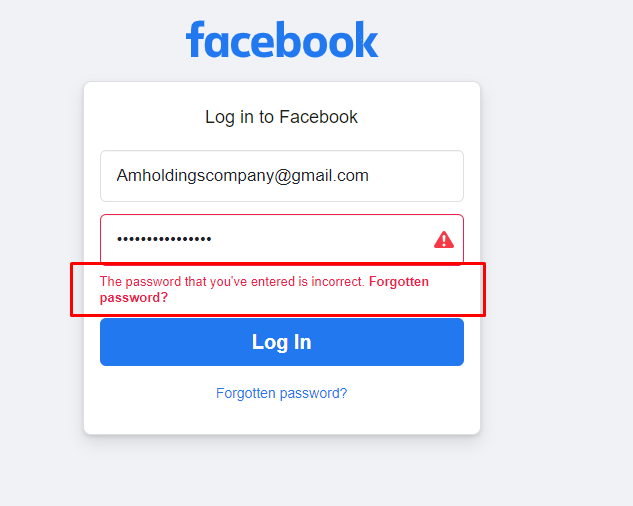 facebook
Log in to Facebook
Amholdingscompany@gmail.com
••••••••••••••••
The password that you've entered is incorrect. Forgotten
password?
Log In
Forgotten password?